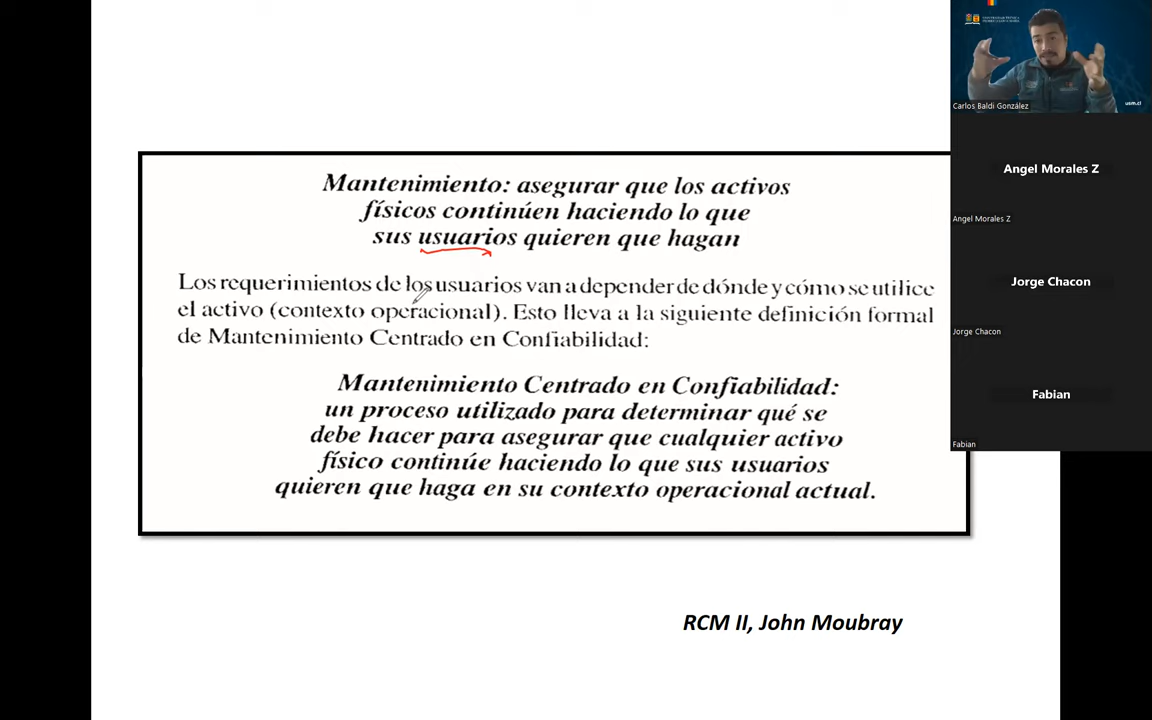 Mantenimiento: asegurar que los activos
físicos continúen haciendo lo que
sus usuarios quieren que hagan
Los requerimientos de los usuarios van a depender de dónde y cómo se utilice
el activo (contexto operacional). Esto lleva a la siguiente definición formal
de Mantenimiento Centrado en Confiabilidad:
Mantenimiento Centrado en Confiabilidad:
un proceso utilizado para determinar qué se
debe hacer para asegurar que cualquier activo
físico continúe haciendo lo que sus usuarios
quieren que haga en su contexto operacional actual.
RCM II, John Moubray
usm.cl
Carlos Baldi González
Angel Morales Z
Angel Morales Z
Jorge Chacon
Jorge Chacon
Fabian
Fabian